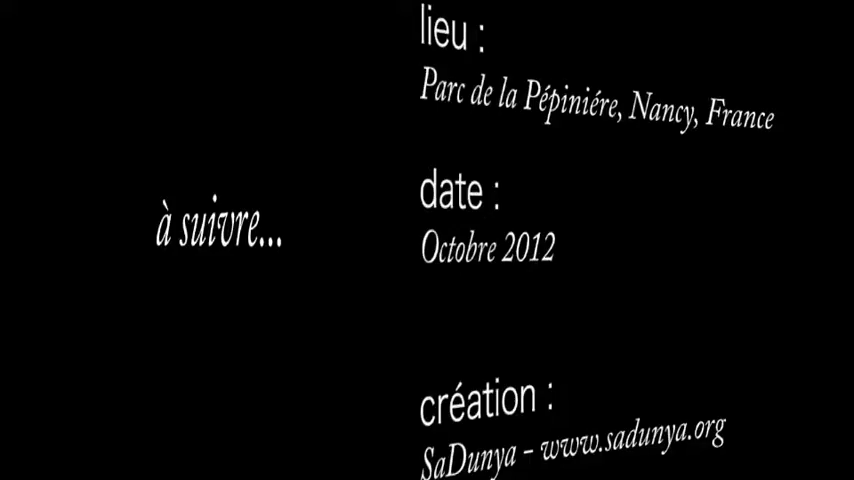 à suivre...
lieu :
Parc de la Pépiniére, Nancy, France
date :
Octobre 2012
création :
SaDunya - www.sadunya.org